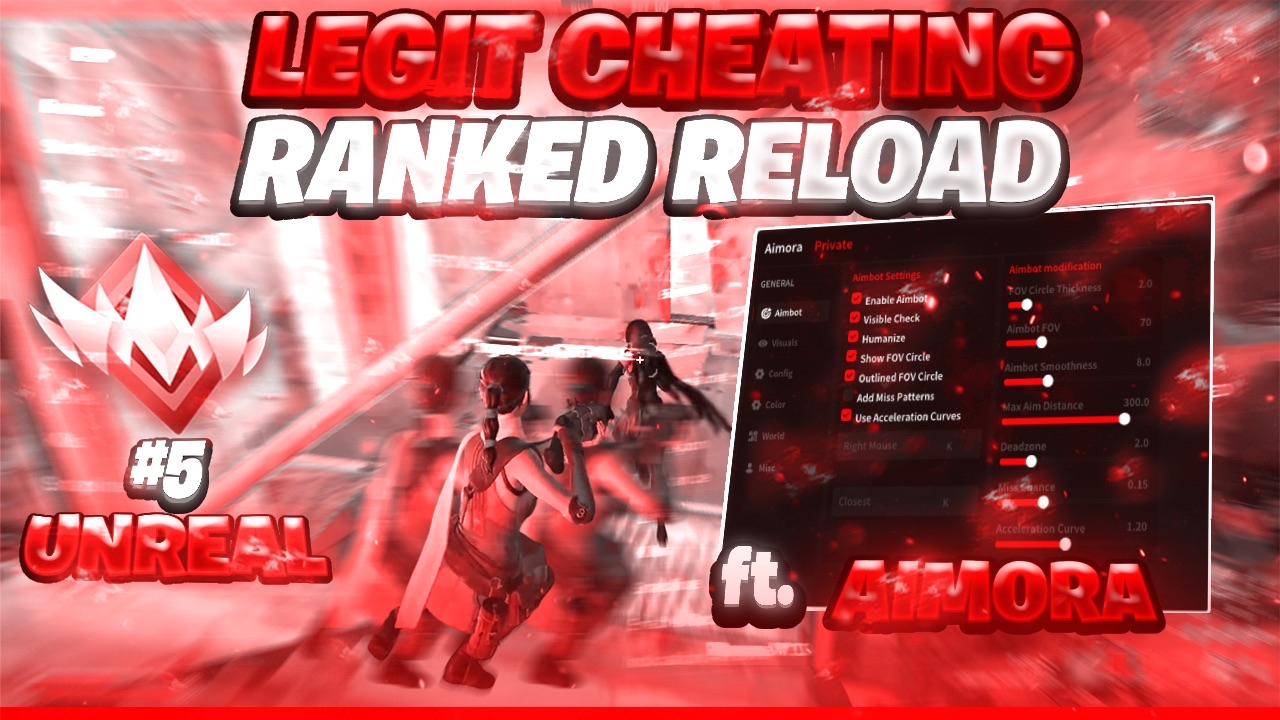 LEGIT CHEATING
RANKED RELOAD
#5
UNREAL
Aimora Private
GENERAL
Aimbot
Visuals
Config
Color
World
Misc
Aimbot Settings
Enable Aimbot
Visible Check
Humanize
Show FOV Circle
Outlined FOV Circle
Add Miss Patterns
Use Acceleration Curves
Right Mouse K
Closest K
Aimbot modification
FOV Circle Thickness 2.0
Aimbot FOV 70
Aimbot Smoothness 8.0
Max Aim Distance 300.0
Deadzone 2.0
Miss Chance 0.15
Acceleration Curve 1.20
ft. AIMORA